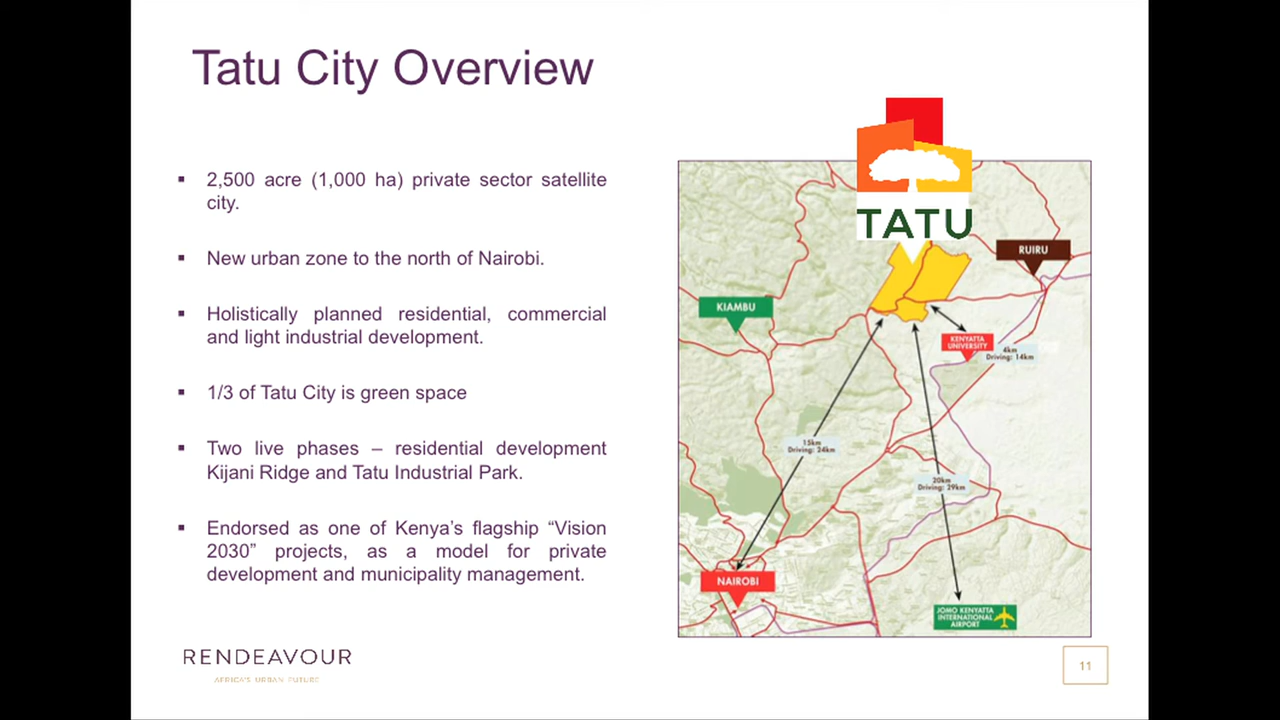 Tatu City Overview
▪ 2,500 acre (1,000 ha) private sector satellite
city.
▪ New urban zone to the north of Nairobi.
▪ Holistically planned residential, commercial
and light industrial development.
▪ 1/3 of Tatu City is green space
▪ Two live phases – residential development
Kijani Ridge and Tatu Industrial Park.
▪ Endorsed as one of Kenya’s flagship “Vision
2030” projects, as a model for private
development and municipality management.
TATU
RUIRU
KIAMBU
KENYATTA
UNIVERSITY
4km
Driving: 14km
15km
Driving: 24km
20km
Driving: 29km
NAIROBI
JOMO KENYATTA
INTERNATIONAL
AIRPORT
RENDEAVOUR
AFRICA'S URBAN FUTURE
11